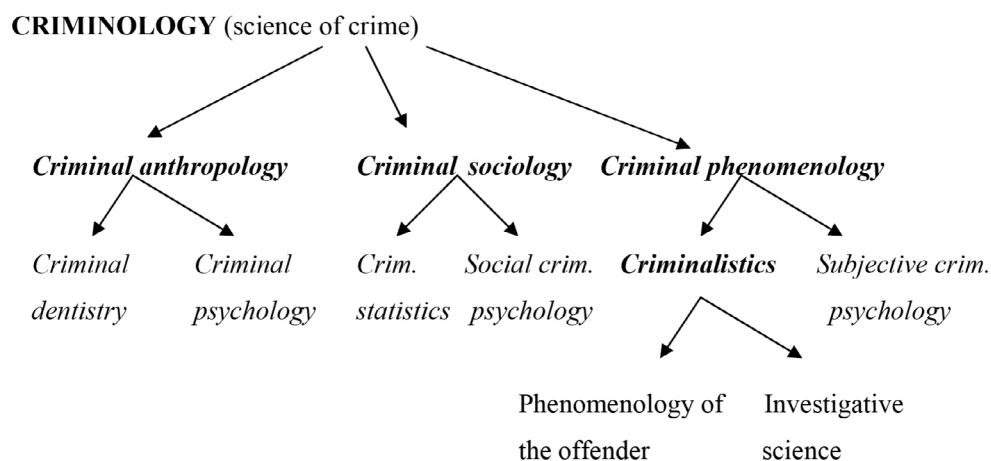 CRIMINOLOGY (science of crime)
Criminal anthropology
Criminal sociology
Criminal phenomenology
Criminal
dentistry
Criminal
psychology
Crim.
statistics
Social crim.
psychology
Criminalistics
Subjective crim.
psychology
Phenomenology of
the offender
Investigative
science